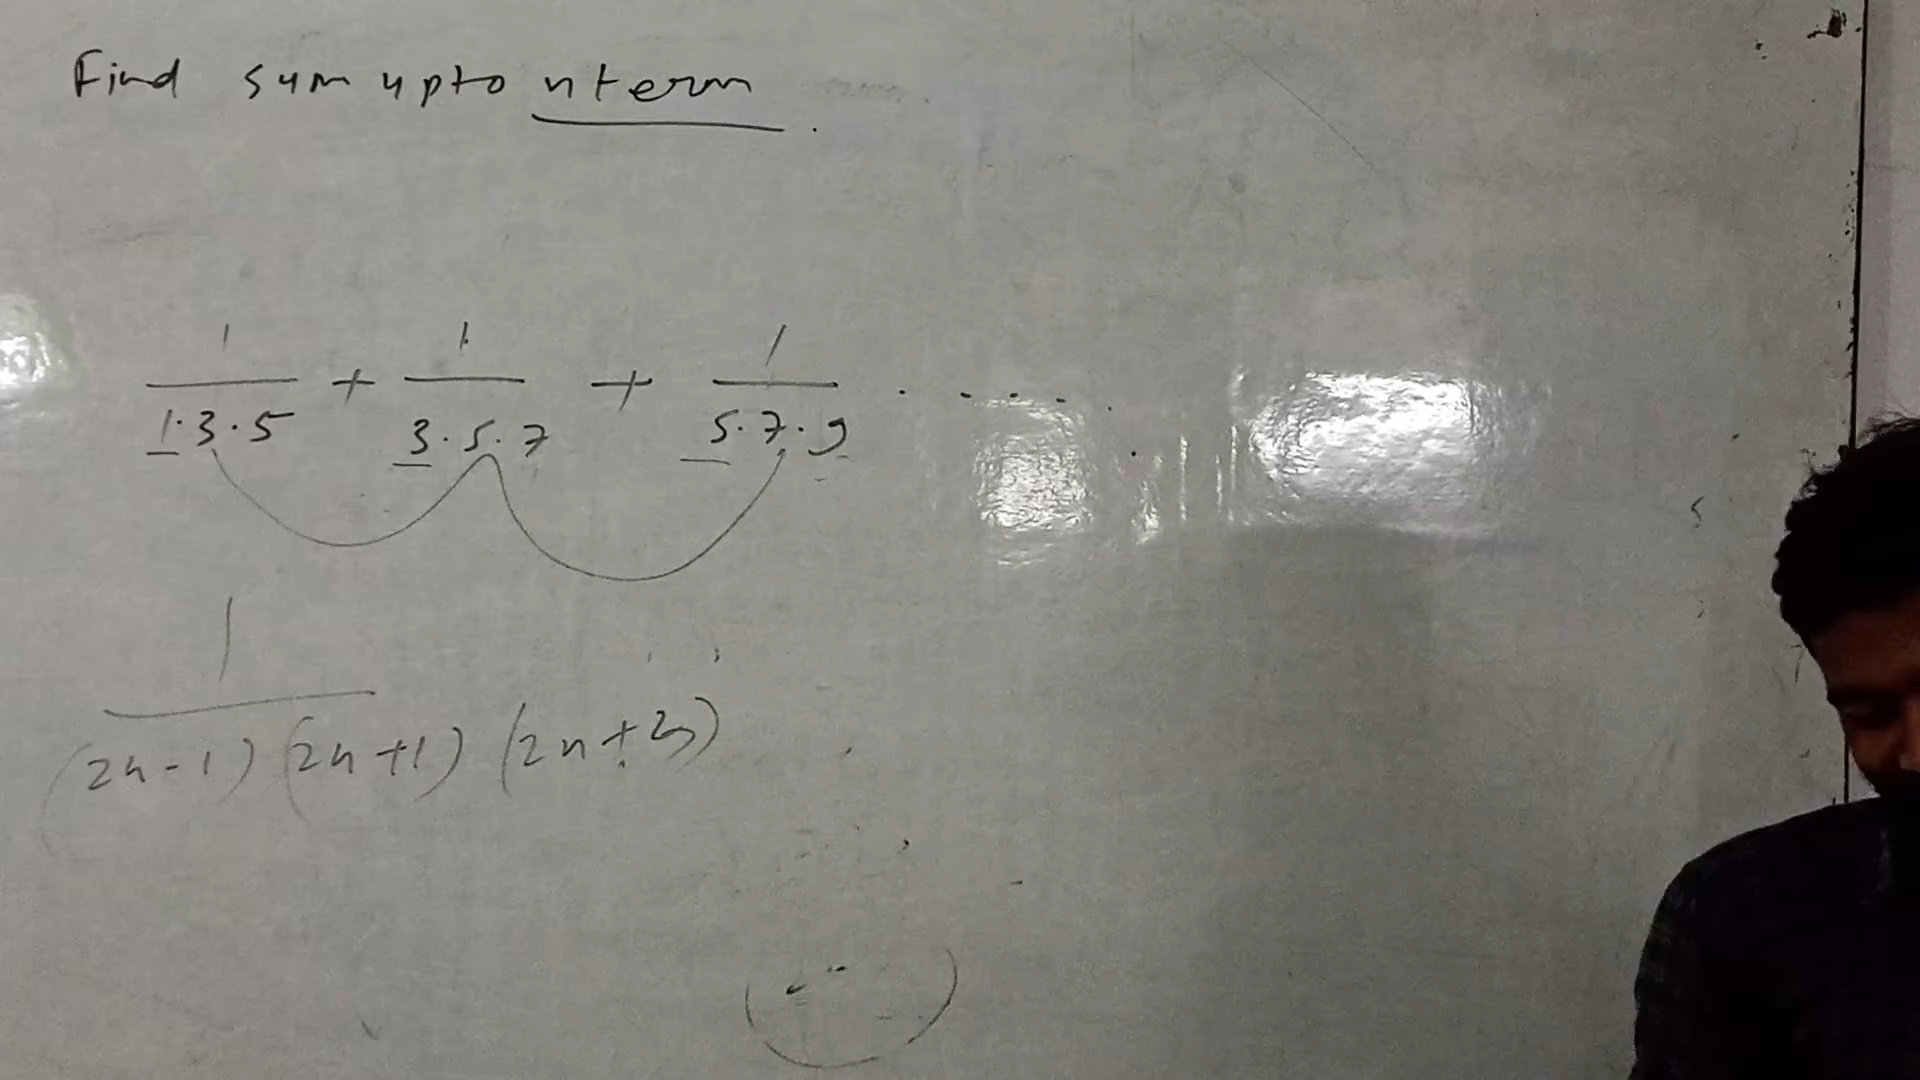 Find sum upto n term.
1/1·3·5 + 1/3·5·7 + 1/5·7·9 . . . . . .
1/(2n-1)(2n+1)(2n+3)